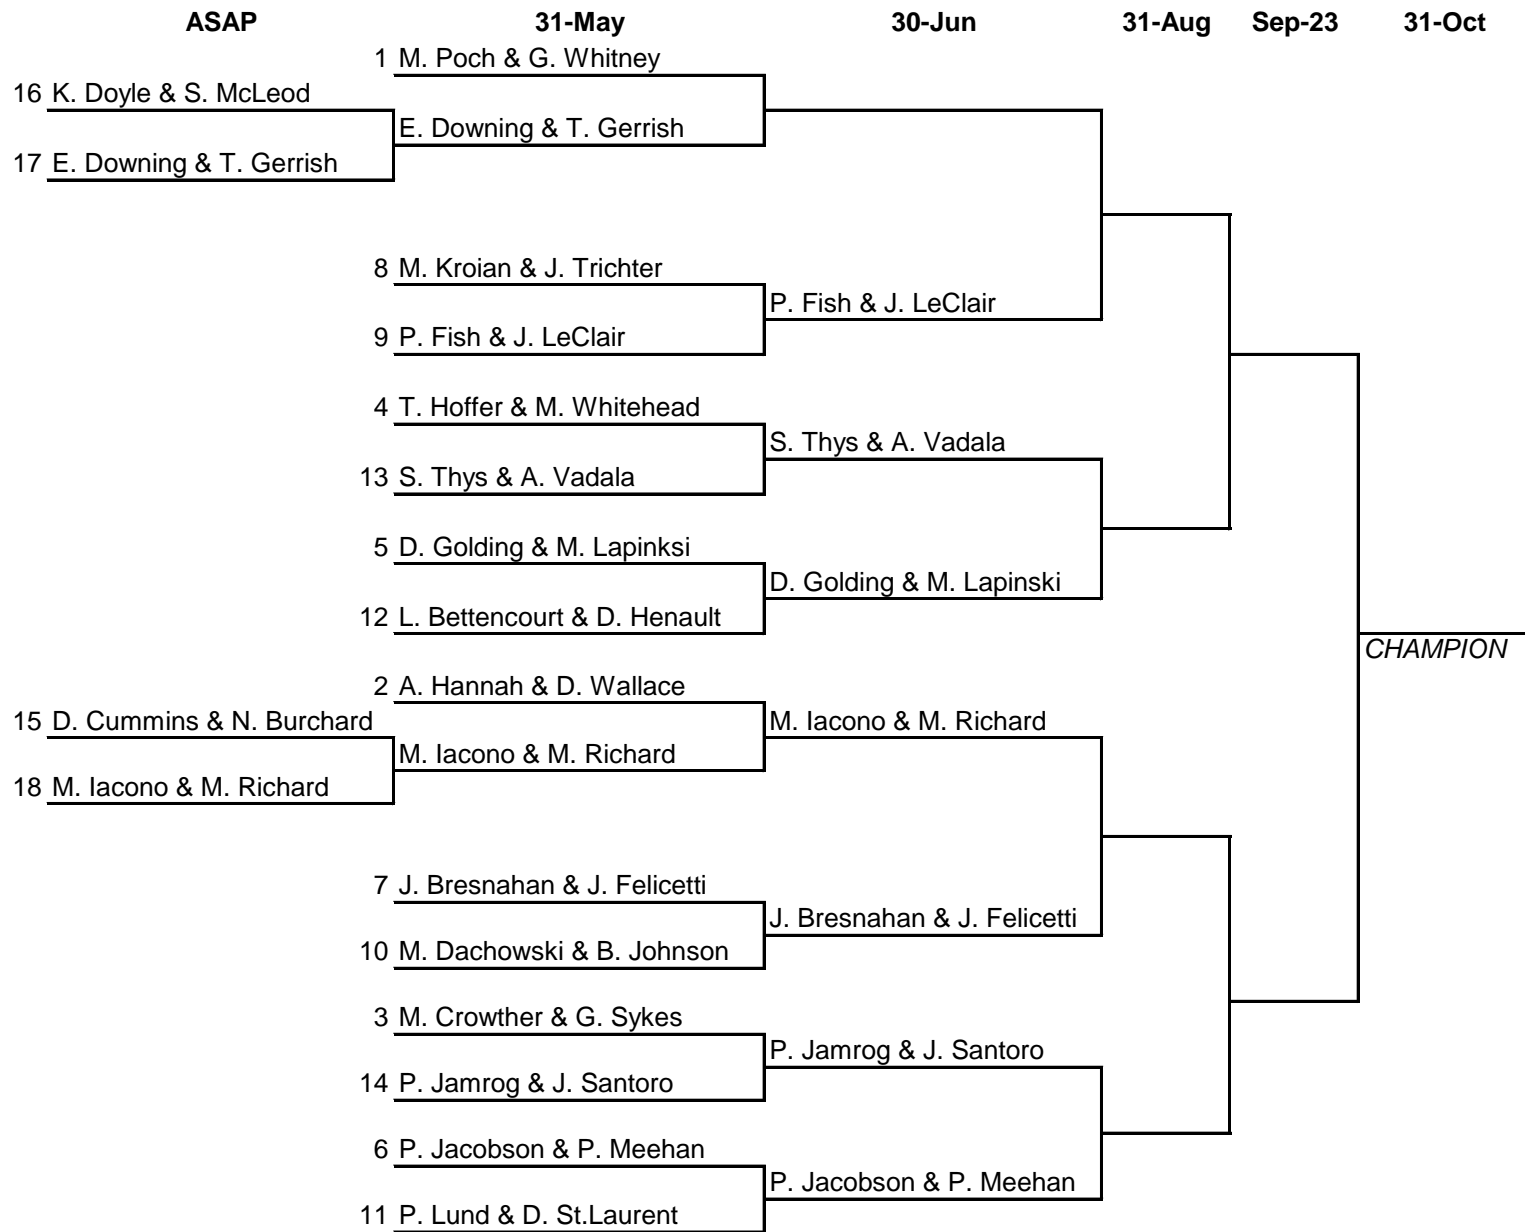 ASAP 31-May 30-Jun 31-Aug Sep-23 31-Oct
1 M. Poch & G. Whitney
16 K. Doyle & S. McLeod
E. Downing & T. Gerrish
17 E. Downing & T. Gerrish
8 M. Kroian & J. Trichter
P. Fish & J. LeClair
9 P. Fish & J. LeClair
4 T. Hoffer & M. Whitehead
S. Thys & A. Vadala
13 S. Thys & A. Vadala
5 D. Golding & M. Lapinksi
D. Golding & M. Lapinski
12 L. Bettencourt & D. Henault
CHAMPION
2 A. Hannah & D. Wallace
15 D. Cummins & N. Burchard
M. Iacono & M. Richard
M. Iacono & M. Richard
18 M. Iacono & M. Richard
7 J. Bresnahan & J. Felicetti
J. Bresnahan & J. Felicetti
10 M. Dachowski & B. Johnson
3 M. Crowther & G. Sykes
P. Jamrog & J. Santoro
14 P. Jamrog & J. Santoro
6 P. Jacobson & P. Meehan
P. Jacobson & P. Meehan
11 P. Lund & D. St.Laurent